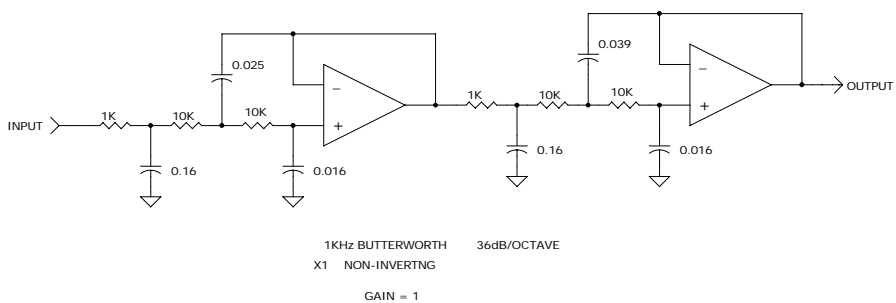 0.039
0.025
1K 10K 10K
OUTPUT
INPUT 1K 10K 10K
0.16 0.016
0.16 0.016
1KHz BUTTERWORTH 36dB/OCTAVE
X1 NON-INVERTNG
GAIN = 1